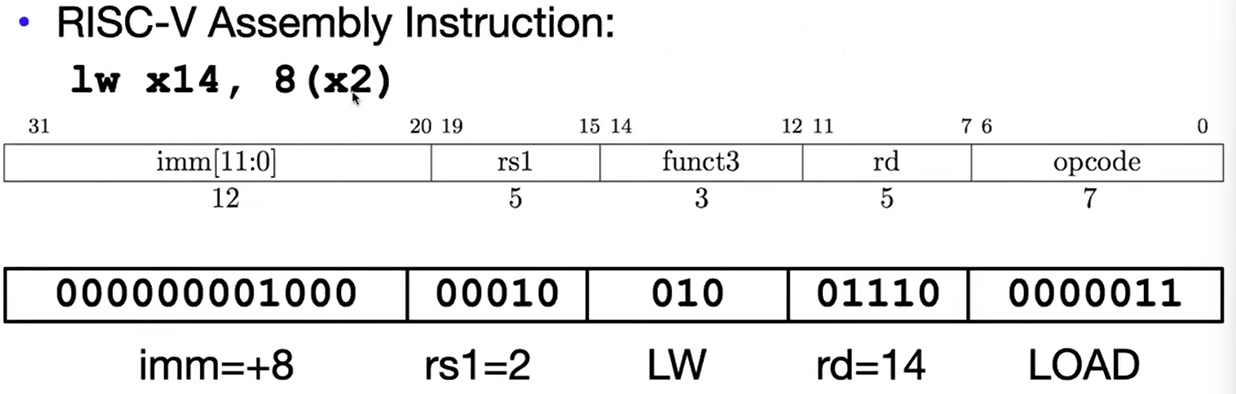 • RISC-V Assembly Instruction:
lw x14, 8(x2)
31 20 19 15 14 12 11 7 6 0
imm[11:0] rs1 funct3 rd opcode
12 5 3 5 7
000000001000 00010 010 01110 0000011
imm=+8 rs1=2 LW rd=14 LOAD